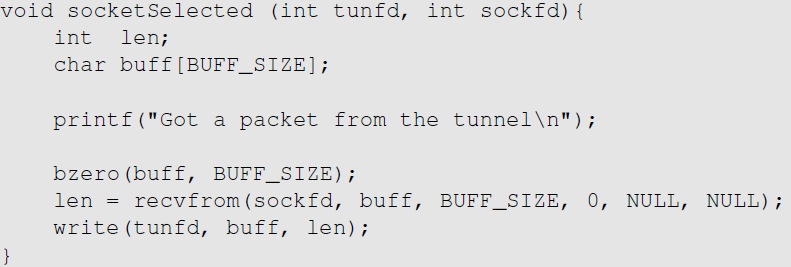 void socketSelected (int tunfd, int sockfd){
    int  len;
    char buff[BUFF_SIZE];

    printf("Got a packet from the tunnel\n");

    bzero(buff, BUFF_SIZE);
    len = recvfrom(sockfd, buff, BUFF_SIZE, 0, NULL, NULL);
    write(tunfd, buff, len);
}